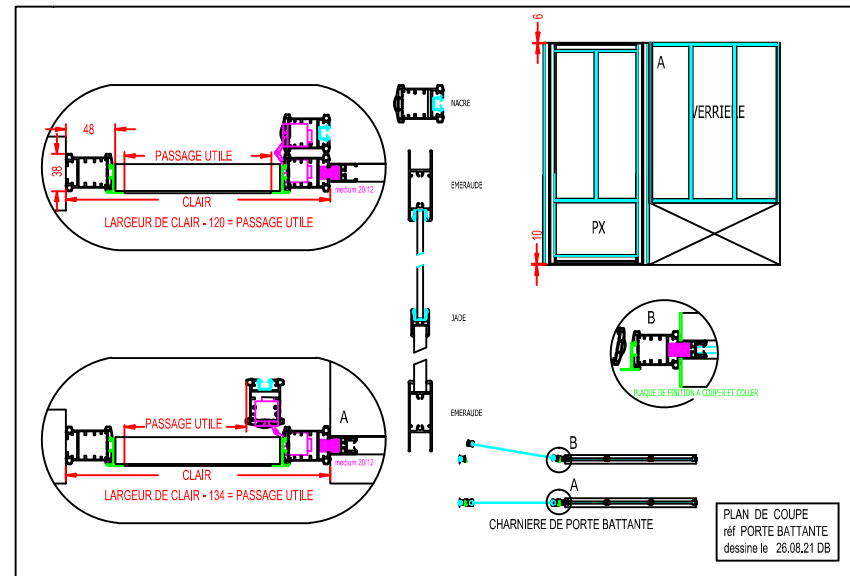 48
38
PASSAGE UTILE
CLAIR
medium 20/12
LARGEUR DE CLAIR - 120 = PASSAGE UTILE
NACRE
EMERAUDE
JADE
EMERAUDE
6
A
VERRIERE
PX
10
B
PLAQUE DE FINITION A COUPER ET COLLER
PASSAGE UTILE
A
CLAIR
medium 20/12
LARGEUR DE CLAIR - 134 = PASSAGE UTILE
B
A
CHARNIERE DE PORTE BATTANTE
PLAN DE COUPE
réf PORTE BATTANTE
dessine le 26.08.21 DB